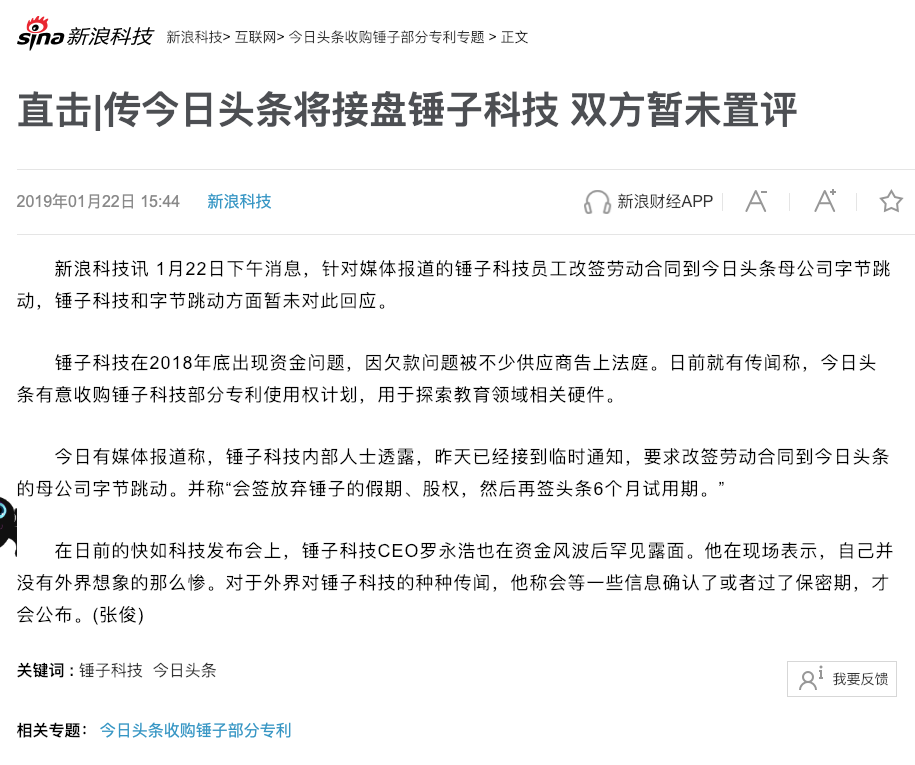 sina 新浪科技 新浪科技> 互联网> 今日头条收购锤子部分专利专题 > 正文
直击|传今日头条将接盘锤子科技 双方暂未置评
2019年01月22日 15:44 新浪科技 新浪财经APP A- A+
新浪科技讯 1月22日下午消息，针对媒体报道的锤子科技员工改签劳动合同到今日头条母公司字节跳
动，锤子科技和字节跳动方面暂未对此回应。
锤子科技在2018年底出现资金问题，因欠款问题被不少供应商告上法庭。日前就有传闻称，今日头
条有意收购锤子科技部分专利使用权计划，用于探索教育领域相关硬件。
今日有媒体报道称，锤子科技内部人士透露，昨天已经接到临时通知，要求改签劳动合同到今日头条
的母公司字节跳动。并称“会签放弃锤子的假期、股权，然后再签头条6个月试用期。”
在日前的快如科技发布会上，锤子科技CEO罗永浩也在资金风波后罕见露面。他在现场表示，自己并
没有外界想象的那么惨。对于外界对锤子科技的种种传闻，他称会等一些信息确认了或者过了保密期，才
会公布。(张俊)
关键词 : 锤子科技 今日头条
我要反馈
相关专题： 今日头条收购锤子部分专利